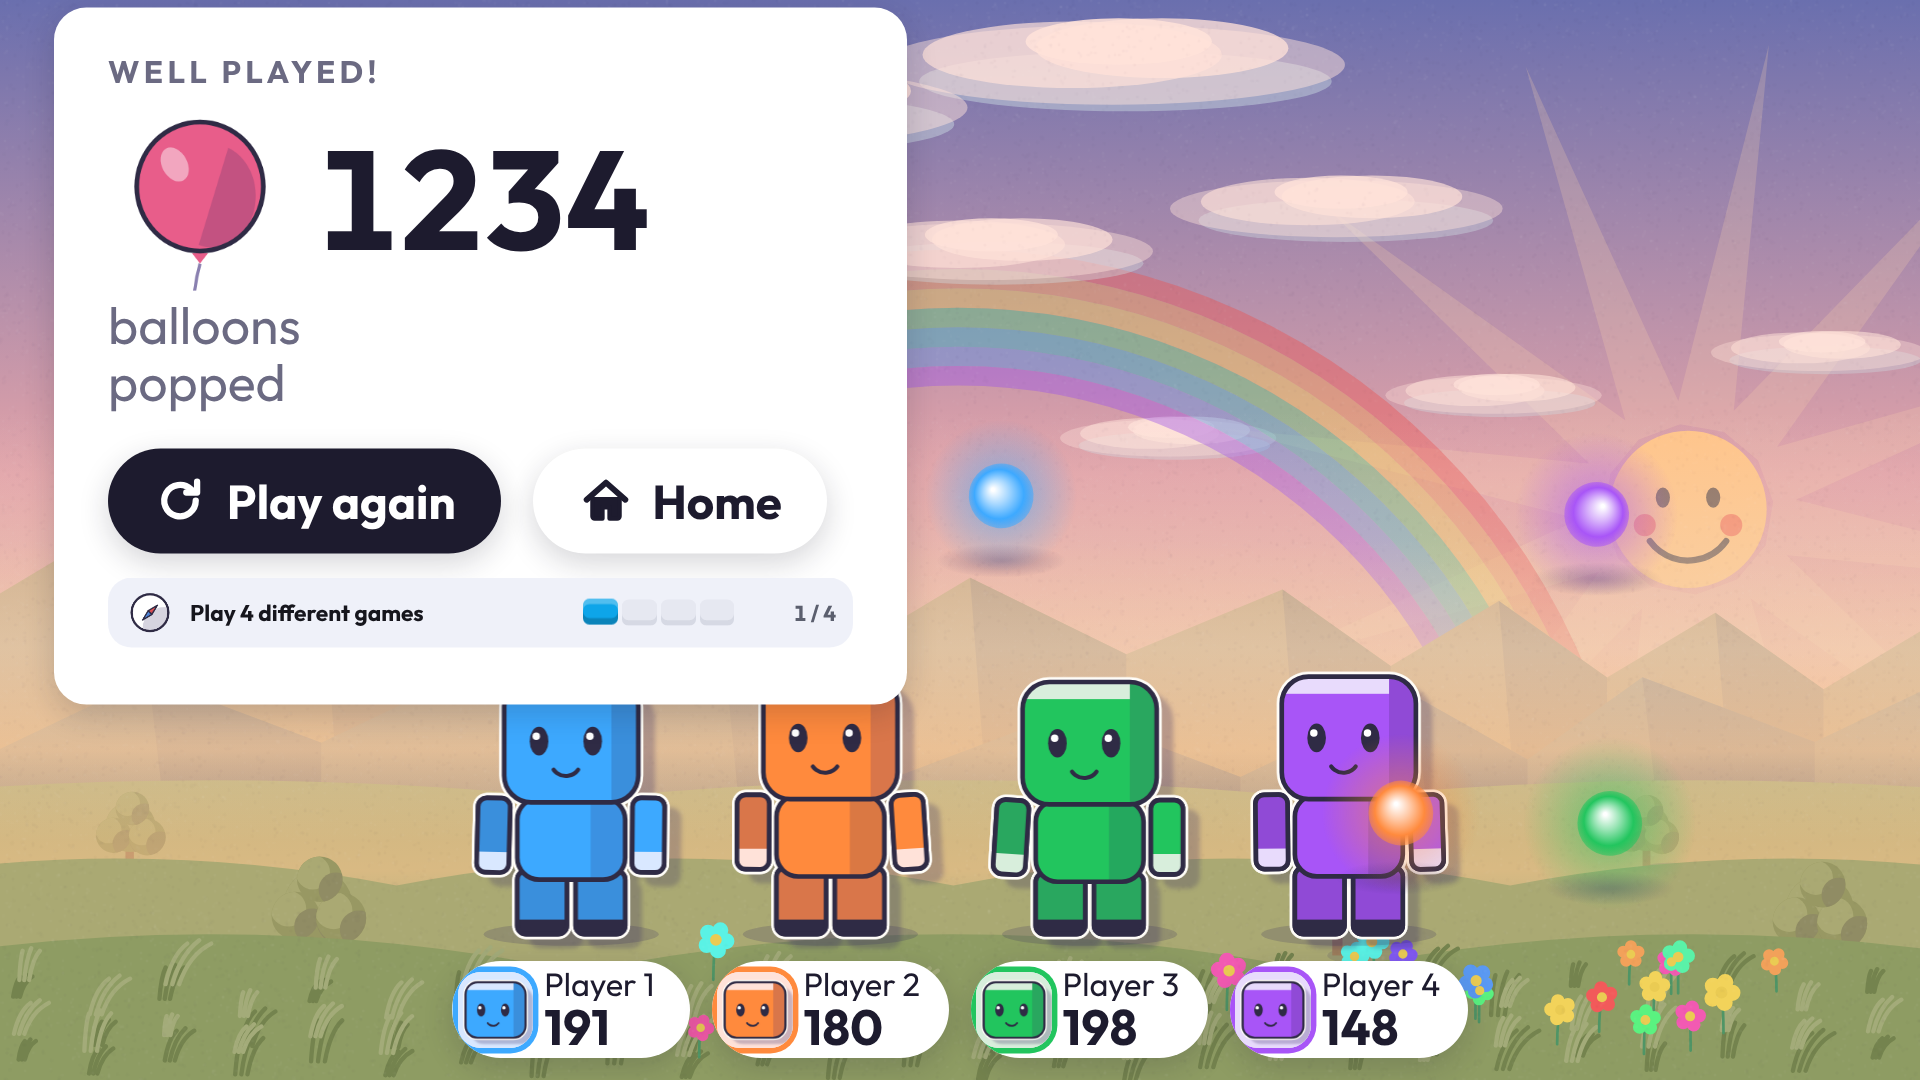 WELL PLAYED!
1234
balloons
popped
Play again
Home
Play 4 different games
1 / 4
Player 1
191
Player 2
180
Player 3
198
Player 4
148